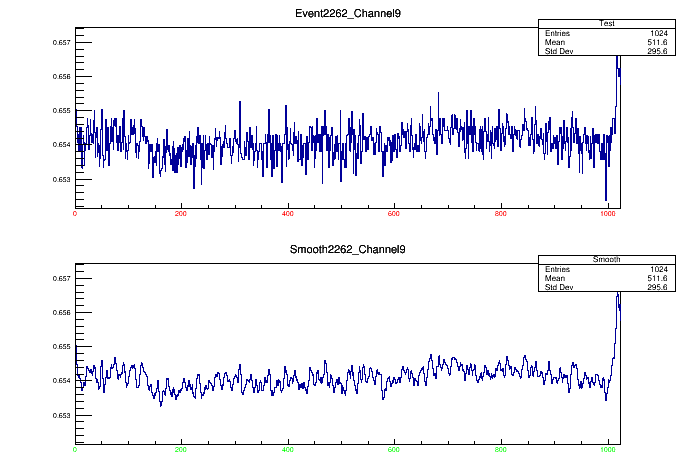 Event2262_Channel9
Test
Entries 1024
Mean 511.6
Std Dev 295.6
0.657
0.656
0.655
0.654
0.653
0 200 400 600 800 1000
Smooth2262_Channel9
Smooth
Entries 1024
Mean 511.6
Std Dev 295.6
0.657
0.656
0.655
0.654
0.653
0 200 400 600 800 1000